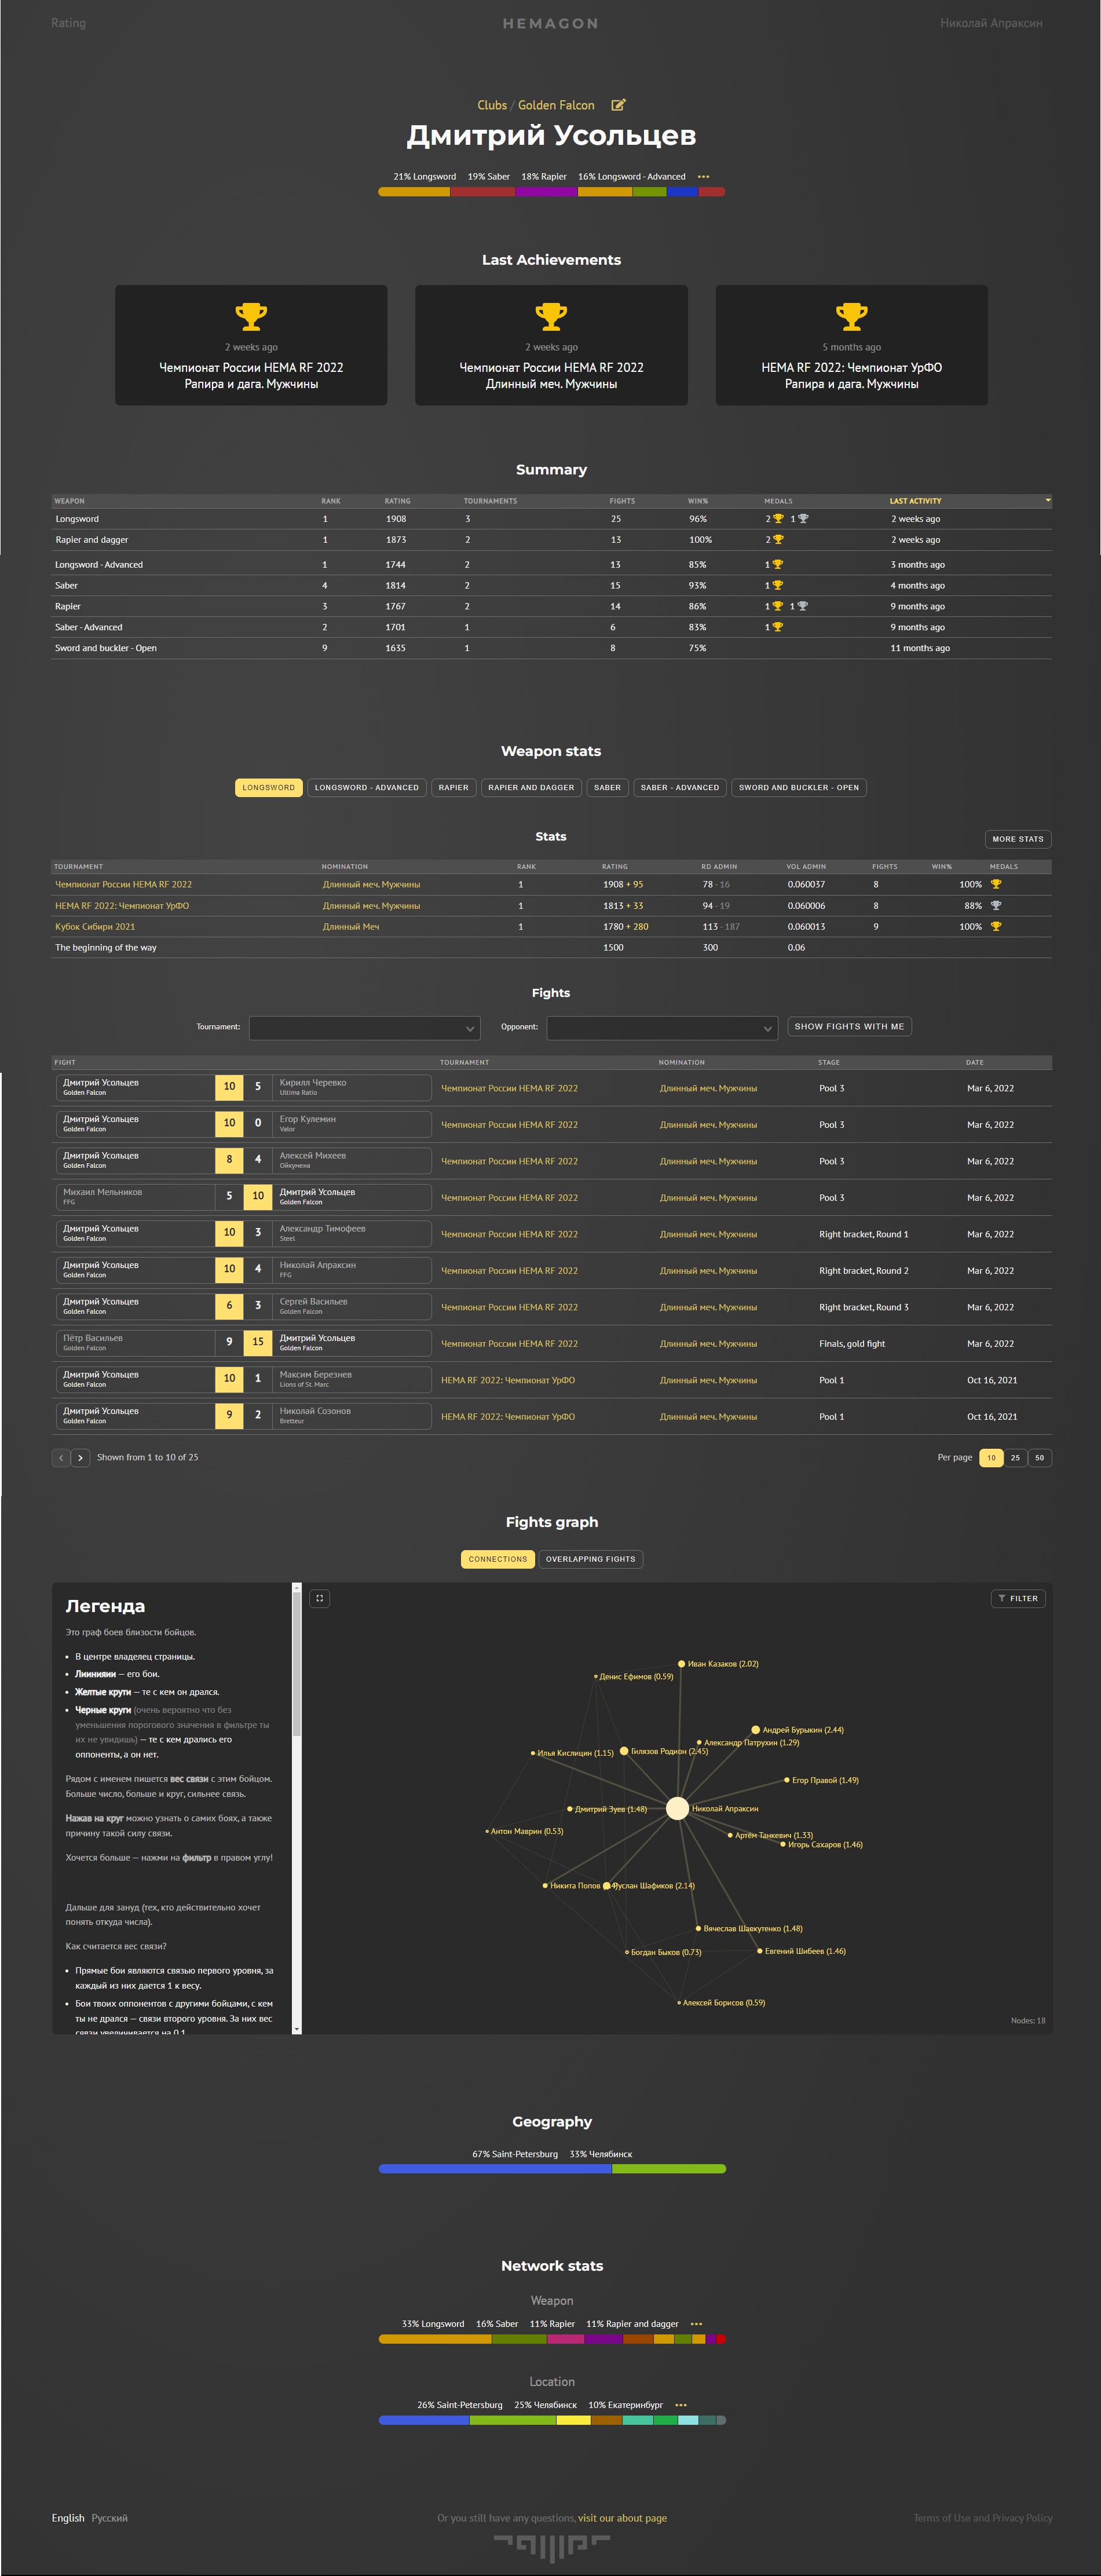 Rating HEMAGON Николай Апраксин
Clubs / Golden Falcon
Дмитрий Усольцев
21% Longsword 19% Saber 18% Rapier 16% Longsword - Advanced •••
Last Achievements
2 weeks ago
Чемпионат России HEMA RF 2022
Рапира и дага. Мужчины
2 weeks ago
Чемпионат России HEMA RF 2022
Длинный меч. Мужчины
5 months ago
HEMA RF 2022: Чемпионат УрФО
Рапира и дага. Мужчины
Summary
WEAPON RANK RATING TOURNAMENTS FIGHTS WIN% MEDALS LAST ACTIVITY
Longsword 1 1908 3 25 96% 2 1 2 weeks ago
Rapier and dagger 1 1873 2 13 100% 2 2 weeks ago
Longsword - Advanced 1 1744 2 13 85% 1 3 months ago
Saber 4 1814 2 15 93% 1 4 months ago
Rapier 3 1767 2 14 86% 1 1 9 months ago
Saber - Advanced 2 1701 1 6 83% 1 9 months ago
Sword and buckler - Open 9 1635 1 8 75% 11 months ago
Weapon stats
LONGSWORD LONGSWORD - ADVANCED RAPIER RAPIER AND DAGGER SABER SABER - ADVANCED SWORD AND BUCKLER - OPEN
Stats
MORE STATS
TOURNAMENT NOMINATION RANK RATING RD ADMIN VOL ADMIN FIGHTS WIN% MEDALS
Чемпионат России HEMA RF 2022 Длинный меч. Мужчины 1 1908 + 95 78 - 16 0.060037 8 100%
HEMA RF 2022: Чемпионат УрФО Длинный меч. Мужчины 1 1813 + 33 94 - 19 0.060006 8 88%
Кубок Сибири 2021 Длинный Меч 1 1780 + 280 113 - 187 0.060013 9 100%
The beginning of the way 1500 300 0.06
Fights
Tournament: Opponent: SHOW FIGHTS WITH ME
FIGHT TOURNAMENT NOMINATION STAGE DATE
Дмитрий Усольцев 10 5 Кирилл Черевко
Golden Falcon Ultima Ratio
Чемпионат России HEMA RF 2022 Длинный меч. Мужчины Pool 3 Mar 6, 2022
Дмитрий Усольцев 10 0 Егор Кулемин
Golden Falcon Valor
Чемпионат России HEMA RF 2022 Длинный меч. Мужчины Pool 3 Mar 6, 2022
Дмитрий Усольцев 8 4 Алексей Михеев
Golden Falcon Ойкумена
Чемпионат России HEMA RF 2022 Длинный меч. Мужчины Pool 3 Mar 6, 2022
Михаил Мельников 5 10 Дмитрий Усольцев
FFG Golden Falcon
Чемпионат России HEMA RF 2022 Длинный меч. Мужчины Pool 3 Mar 6, 2022
Дмитрий Усольцев 10 3 Александр Тимофеев
Golden Falcon Steel
Чемпионат России HEMA RF 2022 Длинный меч. Мужчины Right bracket, Round 1 Mar 6, 2022
Дмитрий Усольцев 10 4 Николай Апраксин
Golden Falcon FFG
Чемпионат России HEMA RF 2022 Длинный меч. Мужчины Right bracket, Round 2 Mar 6, 2022
Дмитрий Усольцев 6 3 Сергей Васильев
Golden Falcon Golden Falcon
Чемпионат России HEMA RF 2022 Длинный меч. Мужчины Right bracket, Round 3 Mar 6, 2022
Пётр Васильев 9 15 Дмитрий Усольцев
Golden Falcon Golden Falcon
Чемпионат России HEMA RF 2022 Длинный меч. Мужчины Finals, gold fight Mar 6, 2022
Дмитрий Усольцев 10 1 Максим Березнев
Golden Falcon Lions of St. Marc
HEMA RF 2022: Чемпионат УрФО Длинный меч. Мужчины Pool 1 Oct 16, 2021
Дмитрий Усольцев 9 2 Николай Созонов
Golden Falcon Bretteur
HEMA RF 2022: Чемпионат УрФО Длинный меч. Мужчины Pool 1 Oct 16, 2021
Shown from 1 to 10 of 25 Per page 10 25 50
Fights graph
CONNECTIONS OVERLAPPING FIGHTS
Легенда
Это граф боев близости бойцов.
• В центре владелец страницы.
• Лиинияии — его бои.
• Желтые крути — те с кем он дрался.
• Черные круги (очень вероятно что без
уменьшения порогового значения в фильтре ты
их не увидишь) — те с кем дрались его
оппоненты, а он нет.
Рядом с именем пишется вес связи с этим бойцом.
Больше число, больше и круг, сильнее связь.
Нажав на круг можно узнать о самих боях, а также
причину такой силу связи.
Хочется больше — нажми на фильтр в правом углу!
Дальше для зануд (тех, кто действительно хочет
понять откуда числа).
Как считается вес связи?
• Прямые бои являются связью первого уровня, за
каждый из них дается 1 к весу.
• Бои твоих оппонентов с другими бойцами, с кем
ты не дрался — связи второго уровня. За них вес
связи увеличивается на 0.1
FILTER
Иван Казаков (2.02)
Денис Ефимов (0.59)
Андрей Бурыкин (2.44)
Александр Патрухин (1.29)
Гилязов Родион (2.45)
Илья Кислицин (1.15)
Егор Правой (1.49)
Дмитрий Зуев (1.48)
Николай Апраксин
Антон Маврин (0.53)
Артём Танкевич (1.33)
Игорь Сахаров (1.46)
Никита Попов
Руслан Шафиков (2.14)
Вячеслав Шавкутенко (1.48)
Богдан Быков (0.73)
Евгений Шибеев (1.46)
Алексей Борисов (0.59)
Nodes: 18
Geography
67% Saint-Petersburg 33% Челябинск
Network stats
Weapon
33% Longsword 16% Saber 11% Rapier 11% Rapier and dagger •••
Location
26% Saint-Petersburg 25% Челябинск 10% Екатеринбург •••
English Русский Or you still have any questions, visit our about page Terms of Use and Privacy Policy